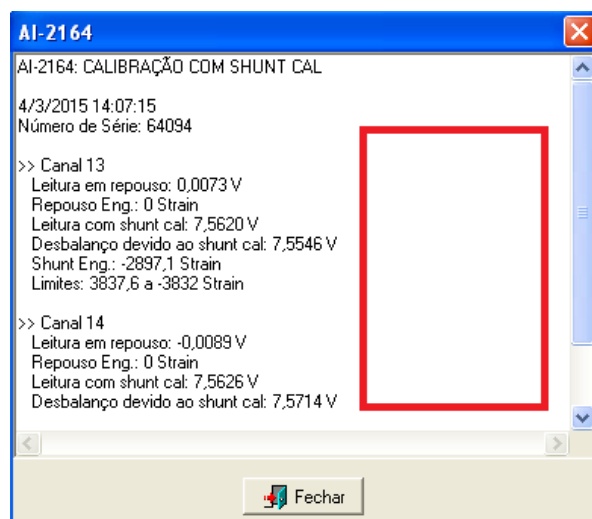 AI-2164
AI-2164: CALIBRAÇÃO COM SHUNT CAL
4/3/2015 14:07:15
Número de Série: 64094
>> Canal 13
Leitura em repouso: 0,0073 V
Repouso Eng.: 0 Strain
Leitura com shunt cal: 7,5620 V
Desbalanço devido ao shunt cal: 7,5546 V
Shunt Eng.: -2897,1 Strain
Limites: 3837,6 a -3832 Strain
>> Canal 14
Leitura em repouso: -0,0089 V
Repouso Eng.: 0 Strain
Leitura com shunt cal: 7,5626 V
Desbalanço devido ao shunt cal: 7,5714 V
Fechar